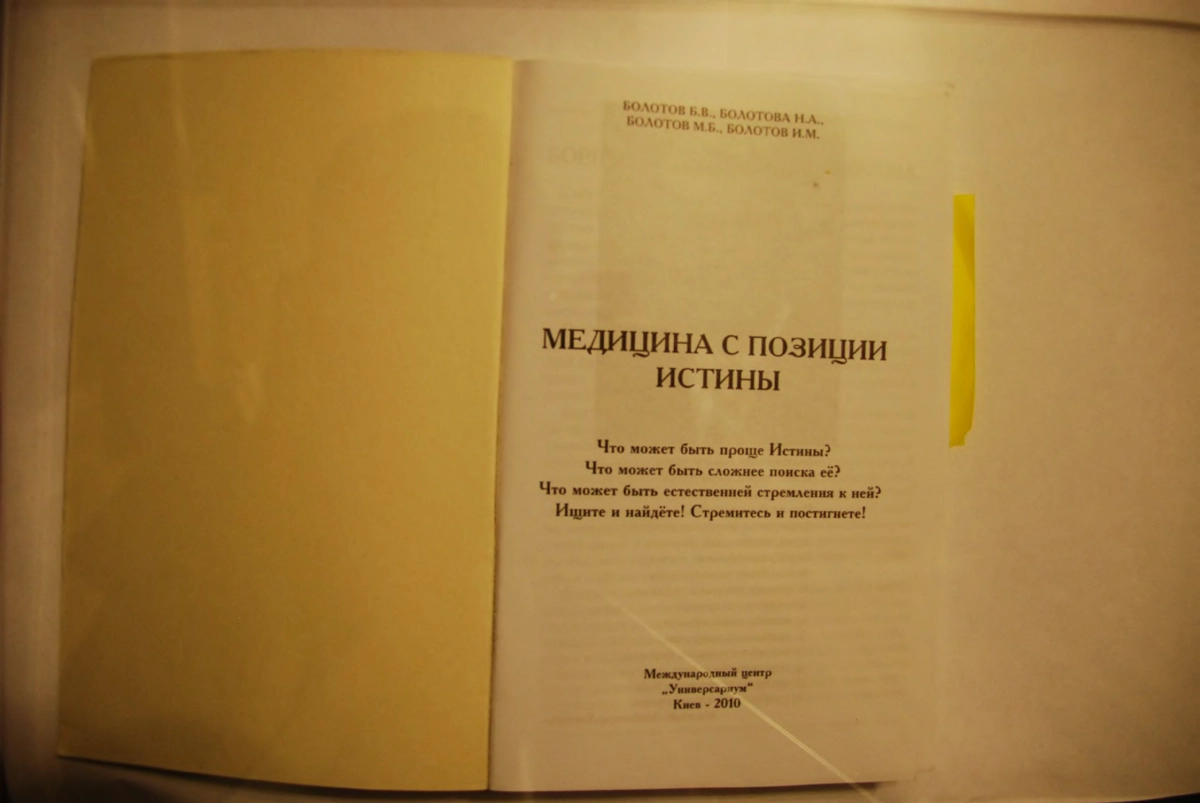 БОЛОТОВ Б.В., БОЛОТОВА Н.А.,
БОЛОТОВ М.Б., БОЛОТОВ И.М.
МЕДИЦИНА С ПОЗИЦИИ
ИСТИНЫ
Что может быть проще Истины?
Что может быть сложнее поиска её?
Что может быть естественней стремления к ней?
Ищите и найдёте! Стремитесь и постигнете!
Международный центр
„Универсариум“
Киев - 2010